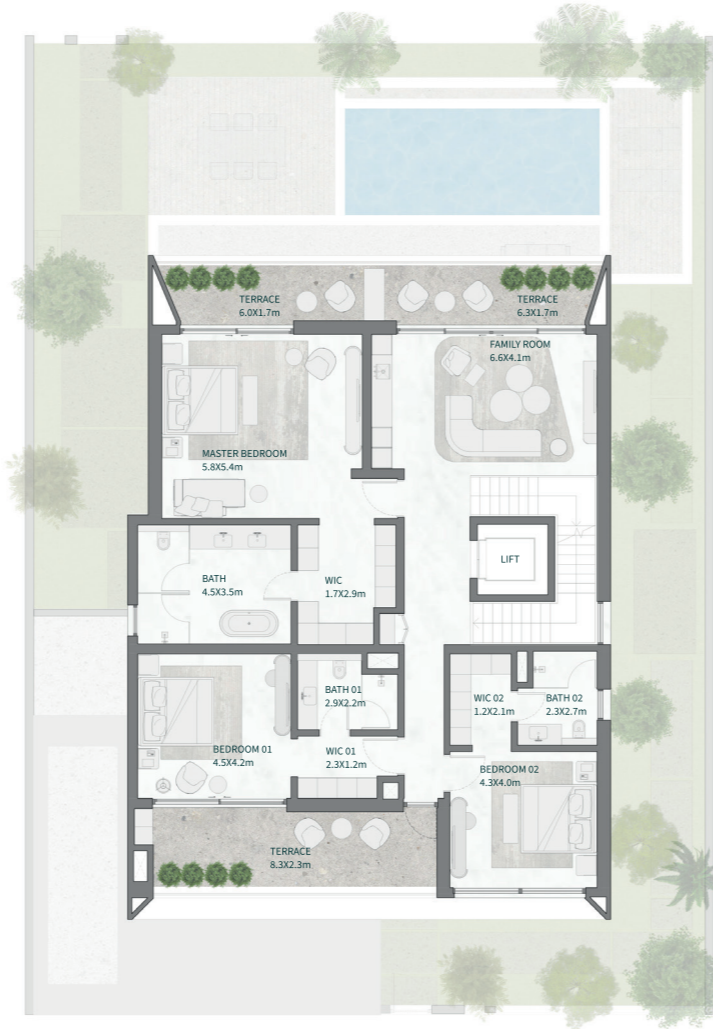 TERRACE
6.0X1.7m
TERRACE
6.3X1.7m
FAMILY ROOM
6.6X4.1m
MASTER BEDROOM
5.8X5.4m
LIFT
BATH
4.5X3.5m
WIC
1.7X2.9m
BATH 01
2.9X2.2m
WIC 02
1.2X2.1m
BATH 02
2.3X2.7m
BEDROOM 01
4.5X4.2m
WIC 01
2.3X1.2m
BEDROOM 02
4.3X4.0m
TERRACE
8.3X2.3m